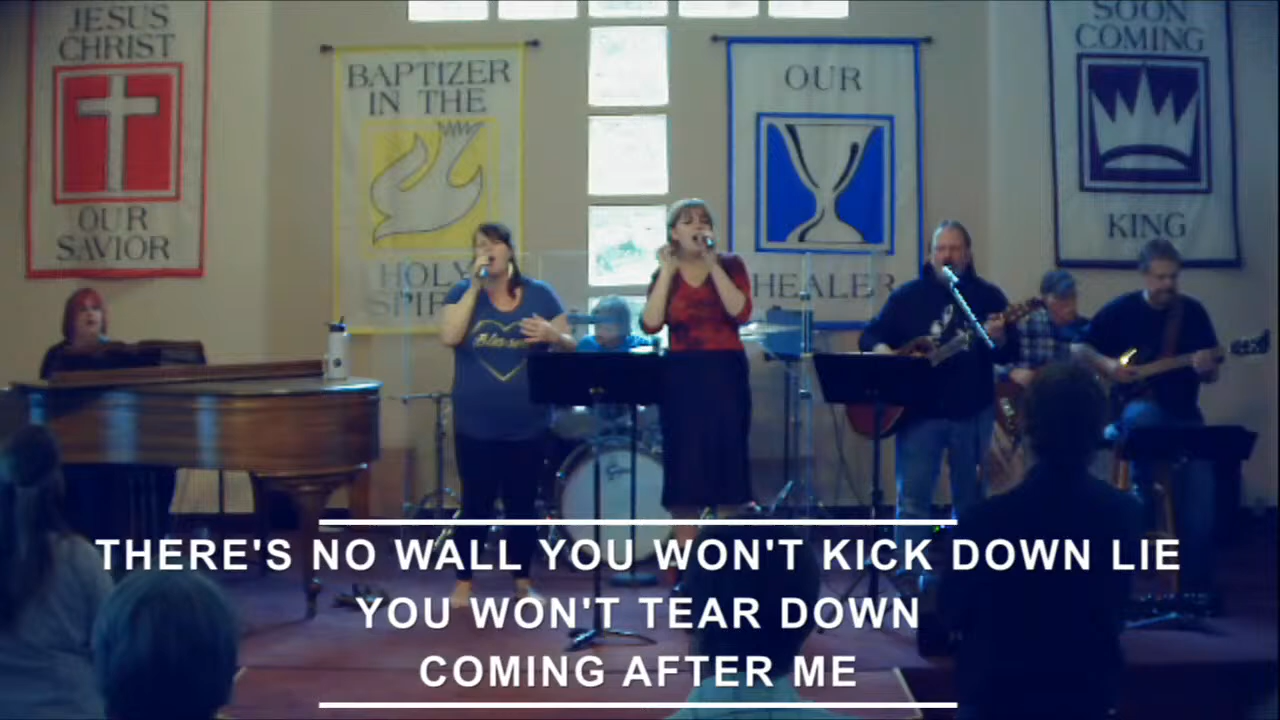 JESUS
CHRIST
OUR
SAVIOR
BAPTIZER
IN THE
HOLY
OUR
HEALER
SOON
COMING
KING
THERE'S NO WALL YOU WON'T KICK DOWN LIE
YOU WON'T TEAR DOWN
COMING AFTER ME